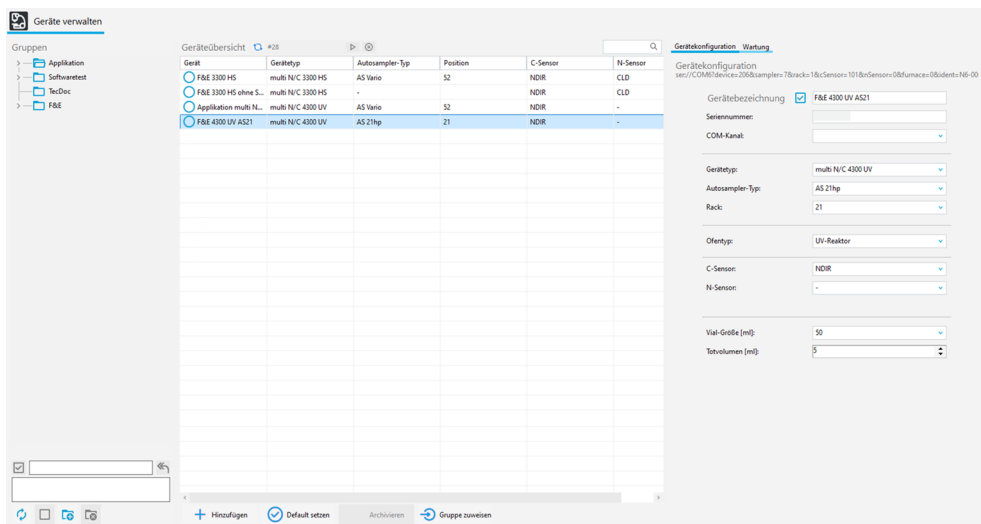 Geräte verwalten
Gruppen
Applikation
Softwaretest
TecDoc
F&E
Geräteübersicht #28
Gerät Gerätetyp Autosampler-Typ Position C-Sensor N-Sensor
F&E 3300 HS multi N/C 3300 HS AS Vario 52 NDIR CLD
F&E 3300 HS ohne S... multi N/C 3300 HS - NDIR CLD
Applikation multi N... multi N/C 4300 UV AS Vario 52 NDIR -
F&E 4300 UV AS21 multi N/C 4300 UV AS 21hp 21 NDIR -
Hinzufügen Default setzen Archivieren Gruppe zuweisen
Gerätekonfiguration Wartung
Gerätekonfiguration
ser://COM6?device=206&sampler=7&rack=1&cSensor=101&nSensor=0&furnace=0&ident=N6-00
Gerätebezeichnung F&E 4300 UV AS21
Seriennummer:
COM-Kanal:
Gerätetyp: multi N/C 4300 UV
Autosampler-Typ: AS 21hp
Rack: 21
Ofentyp: UV-Reaktor
C-Sensor: NDIR
N-Sensor: -
Vial-Größe [ml]: 50
Totvolumen [ml]: 5